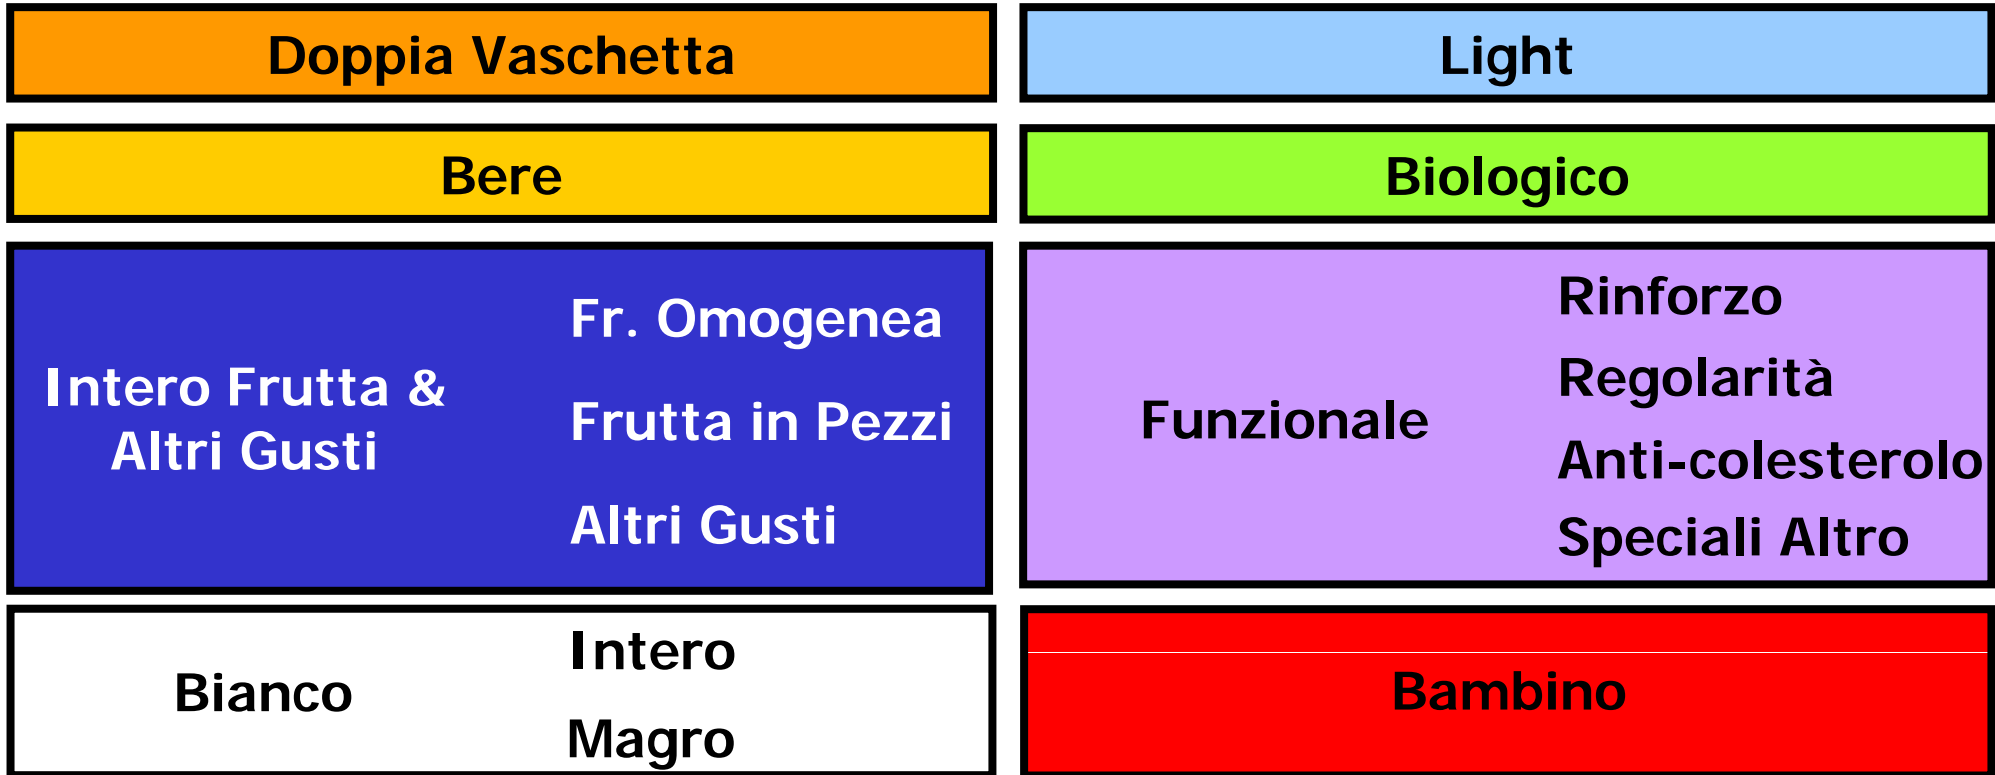 Doppia Vaschetta
Light
Bere
Biologico
Intero Frutta &
Altri Gusti
Fr. Omogenea
Frutta in Pezzi
Altri Gusti
Funzionale
Rinforzo
Regolarità
Anti-colesterolo
Speciali Altro
Bianco
Intero
Magro
Bambino